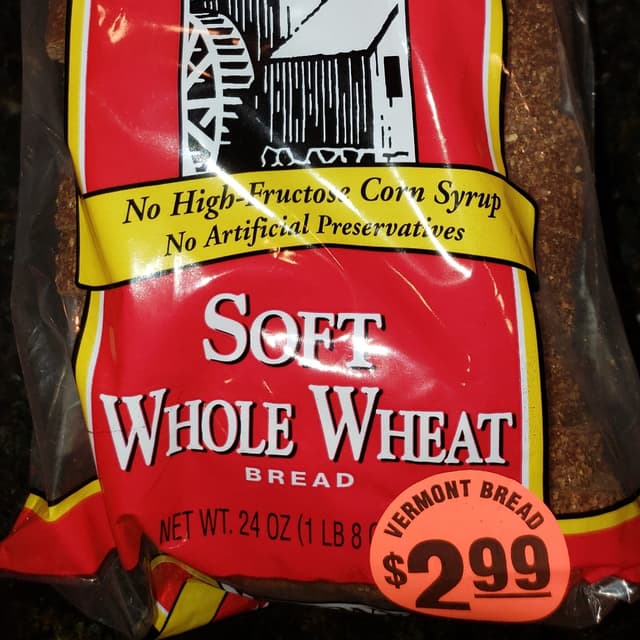 No High-Fructose Corn Syrup
No Artificial Preservatives
SOFT
WHOLE WHEAT
BREAD
NET WT. 24 OZ (1 LB 8
VERMONT BREAD
$2.99